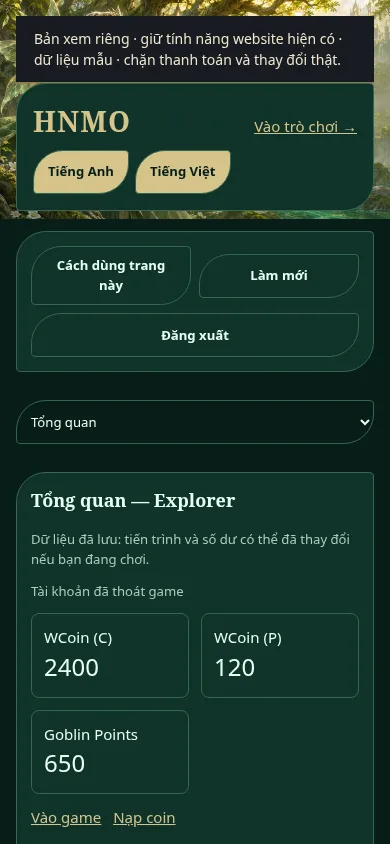 Bản xem riêng · giữ tính năng website hiện có ·
dữ liệu mẫu · chặn thanh toán và thay đổi thật.
HNMO
Vào trò chơi →
Tiếng Anh
Tiếng Việt
Cách dùng trang
này
Làm mới
Đăng xuất
Tổng quan
Tổng quan — Explorer
Dữ liệu đã lưu: tiến trình và số dư có thể đã thay đổi
nếu bạn đang chơi.
Tài khoản đã thoát game
WCoin (C)
2400
WCoin (P)
120
Goblin Points
650
Vào game
Nạp coin